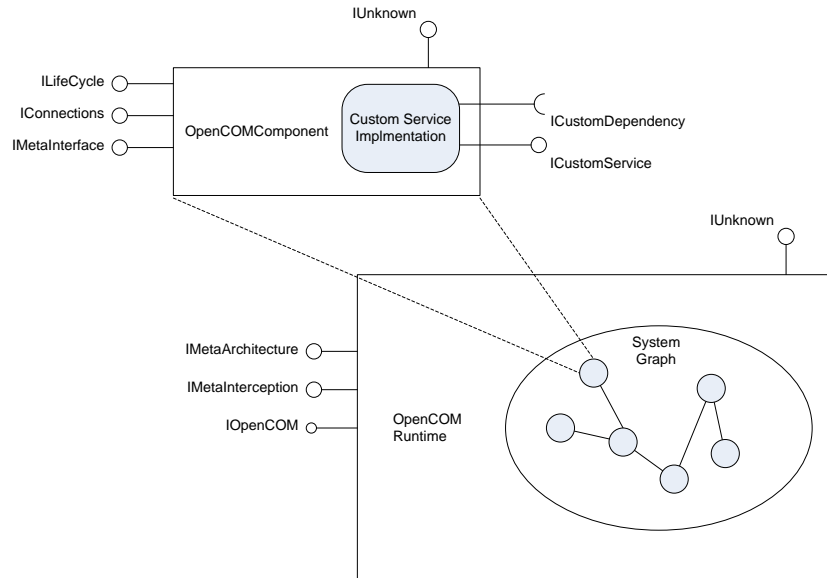 IUnknown
ILifeCycle
IConnections
IMetaInterface
OpenCOMComponent
Custom Service
Implmentation
ICustomDependency
ICustomService
IUnknown
IMetaArchitecture
IMetaInterception
IOpenCOM
OpenCOM
Runtime
System
Graph